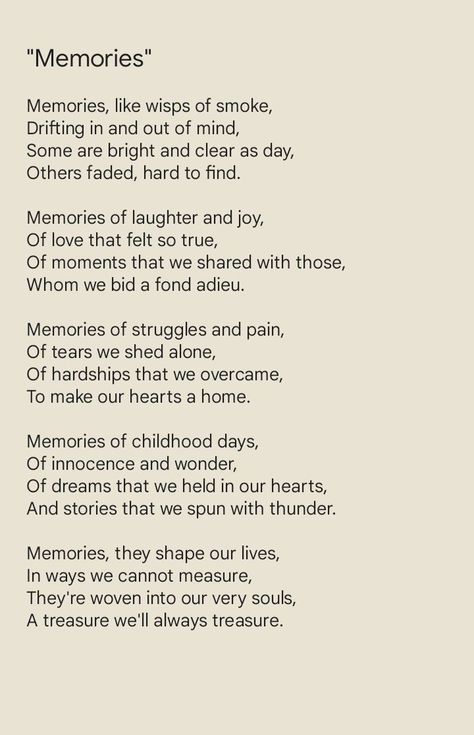 "Memories"
Memories, like wisps of smoke,
Drifting in and out of mind,
Some are bright and clear as day,
Others faded, hard to find.
Memories of laughter and joy,
Of love that felt so true,
Of moments that we shared with those,
Whom we bid a fond adieu.
Memories of struggles and pain,
Of tears we shed alone,
Of hardships that we overcame,
To make our hearts a home.
Memories of childhood days,
Of innocence and wonder,
Of dreams that we held in our hearts,
And stories that we spun with thunder.
Memories, they shape our lives,
In ways we cannot measure,
They're woven into our very souls,
A treasure we'll always treasure.